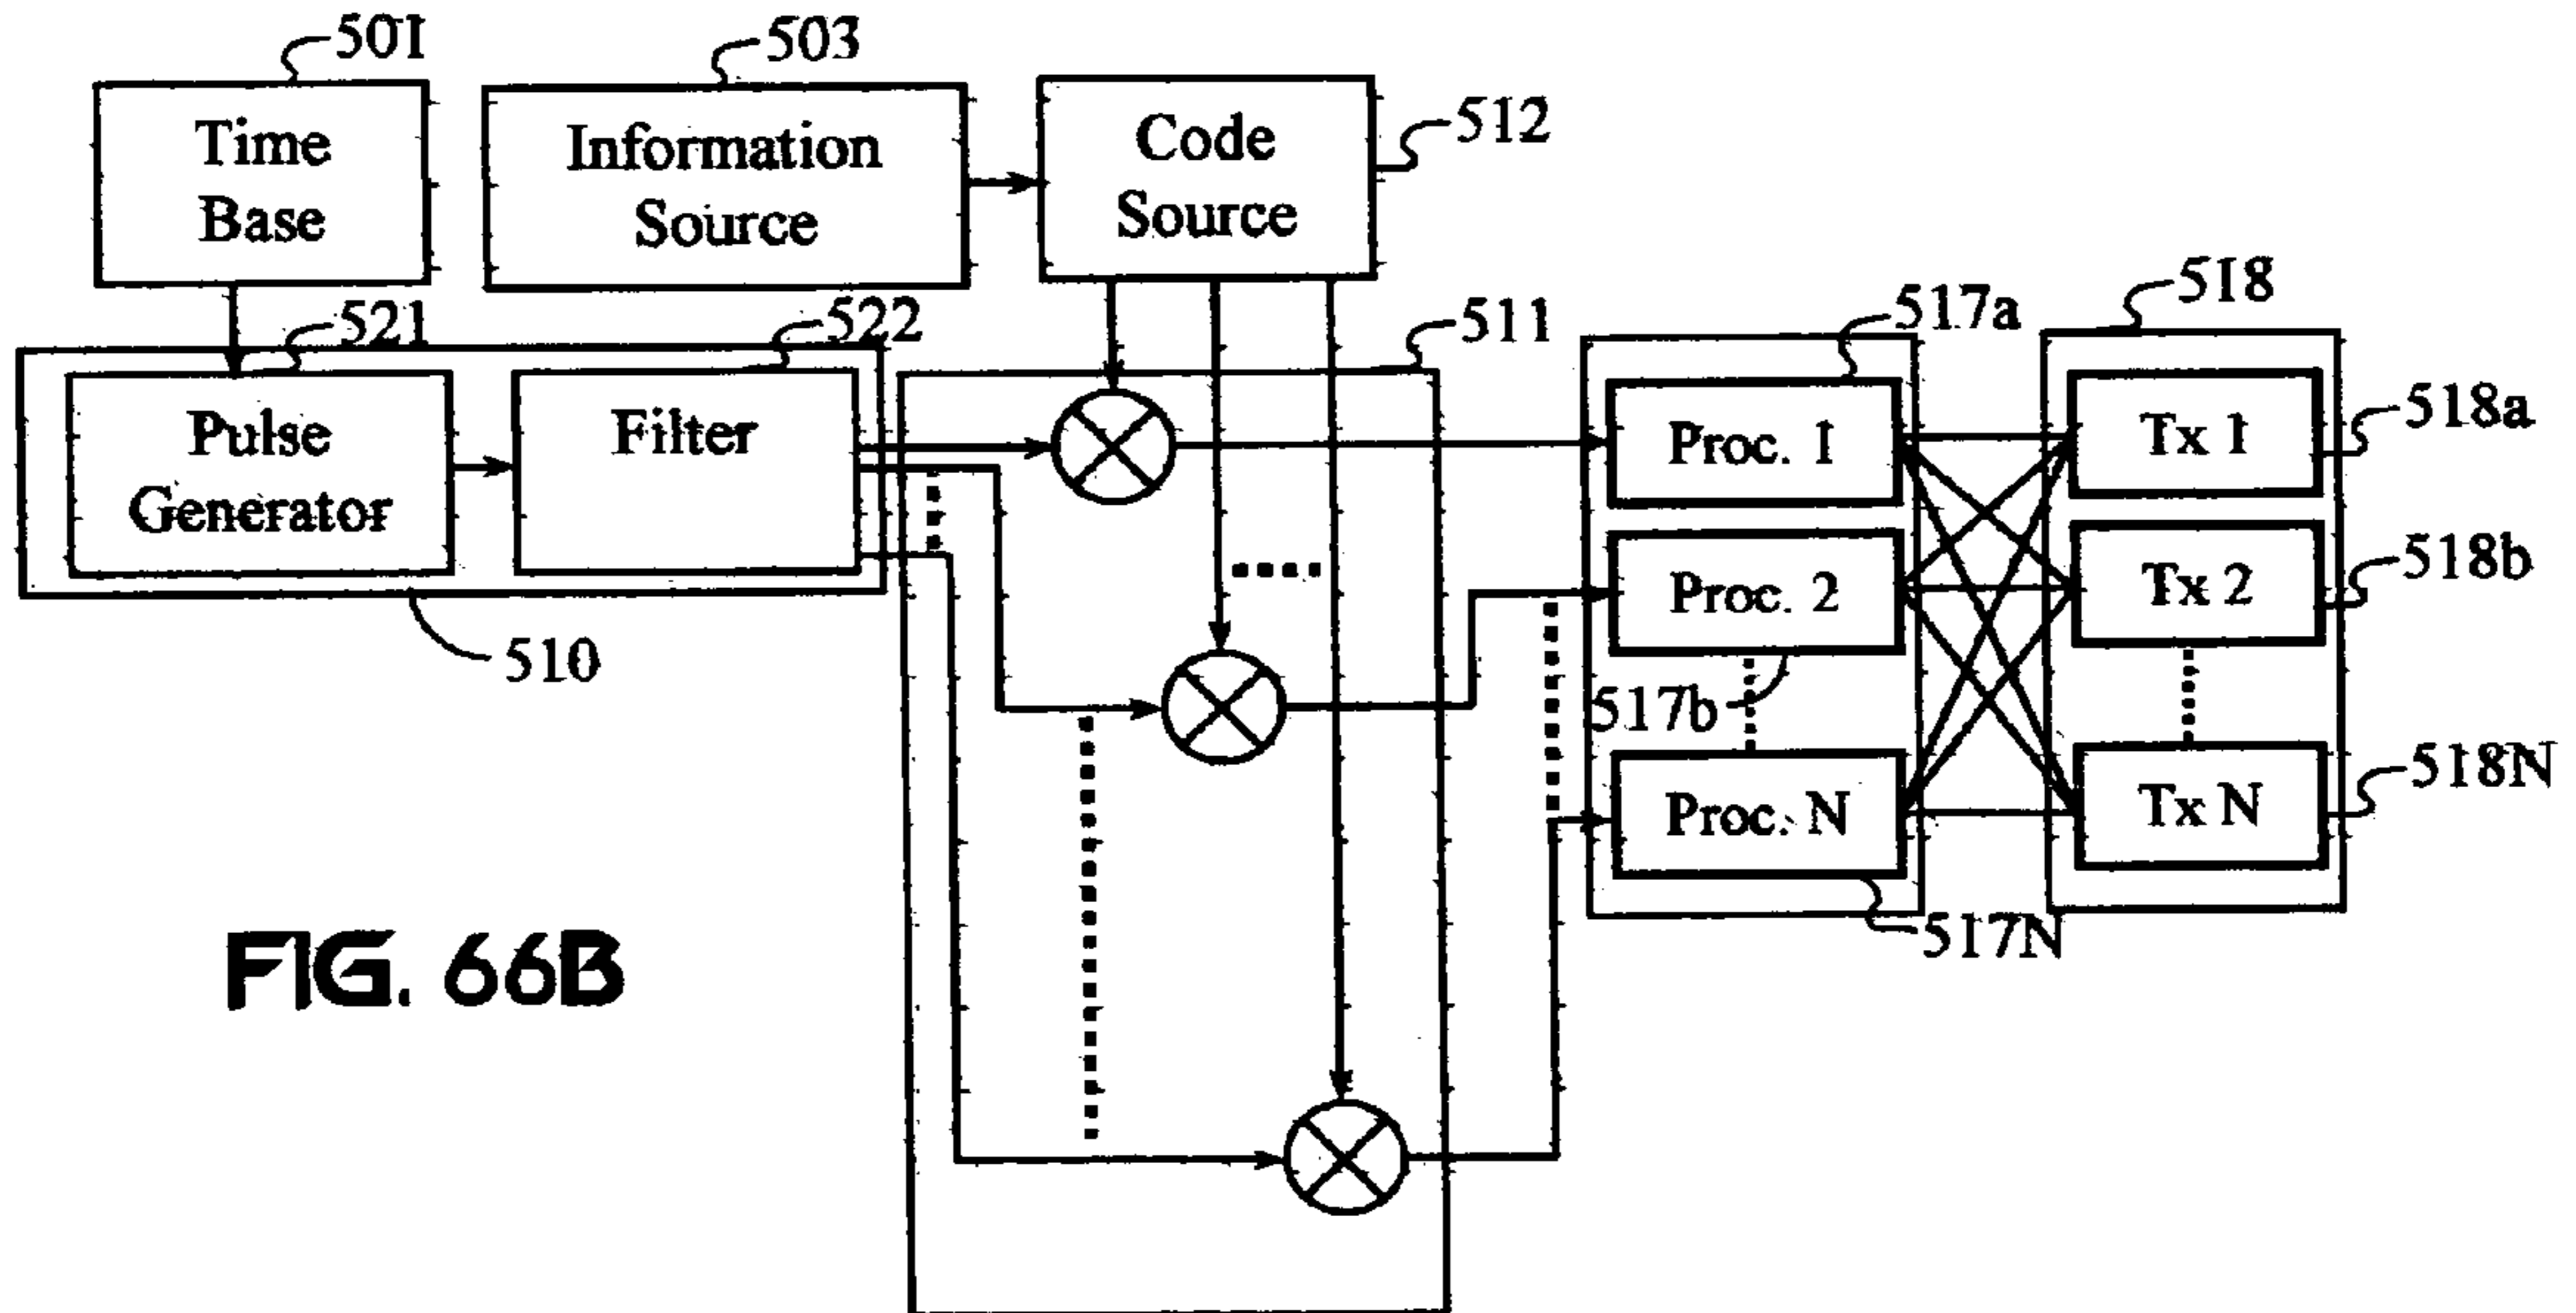 501
503
Time
Base
Information
Source
Code
Source
512
521
522
511
517a
518
Pulse
Generator
Filter
Proc. 1
Tx 1
518a
510
Proc. 2
Tx 2
518b
517b
Proc. N
Tx N
518N
517N
FIG. 66B